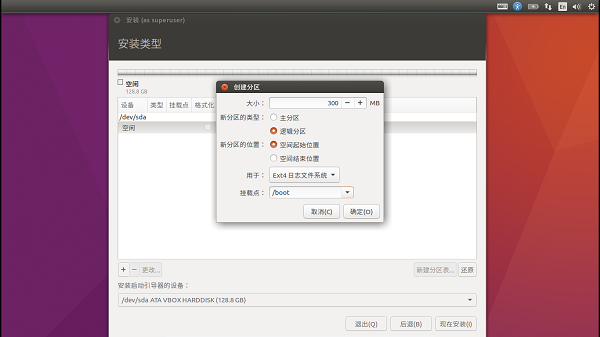 En
安装 (as superuser)
安装类型
空闲
128.8 GB
设备 类型 挂载点 格式化
/dev/sda
空闲
创建分区
大小： 300 − + MB
新分区的类型： 主分区
逻辑分区
新分区的位置： 空间起始位置
空间结束位置
用于： Ext4 日志文件系统
挂载点： /boot
取消(C) 确定(O)
+ − 更改... 新建分区表... 还原
安装启动引导器的设备：
/dev/sda ATA VBOX HARDDISK (128.8 GB)
退出(Q) 后退(B) 现在安装(I)